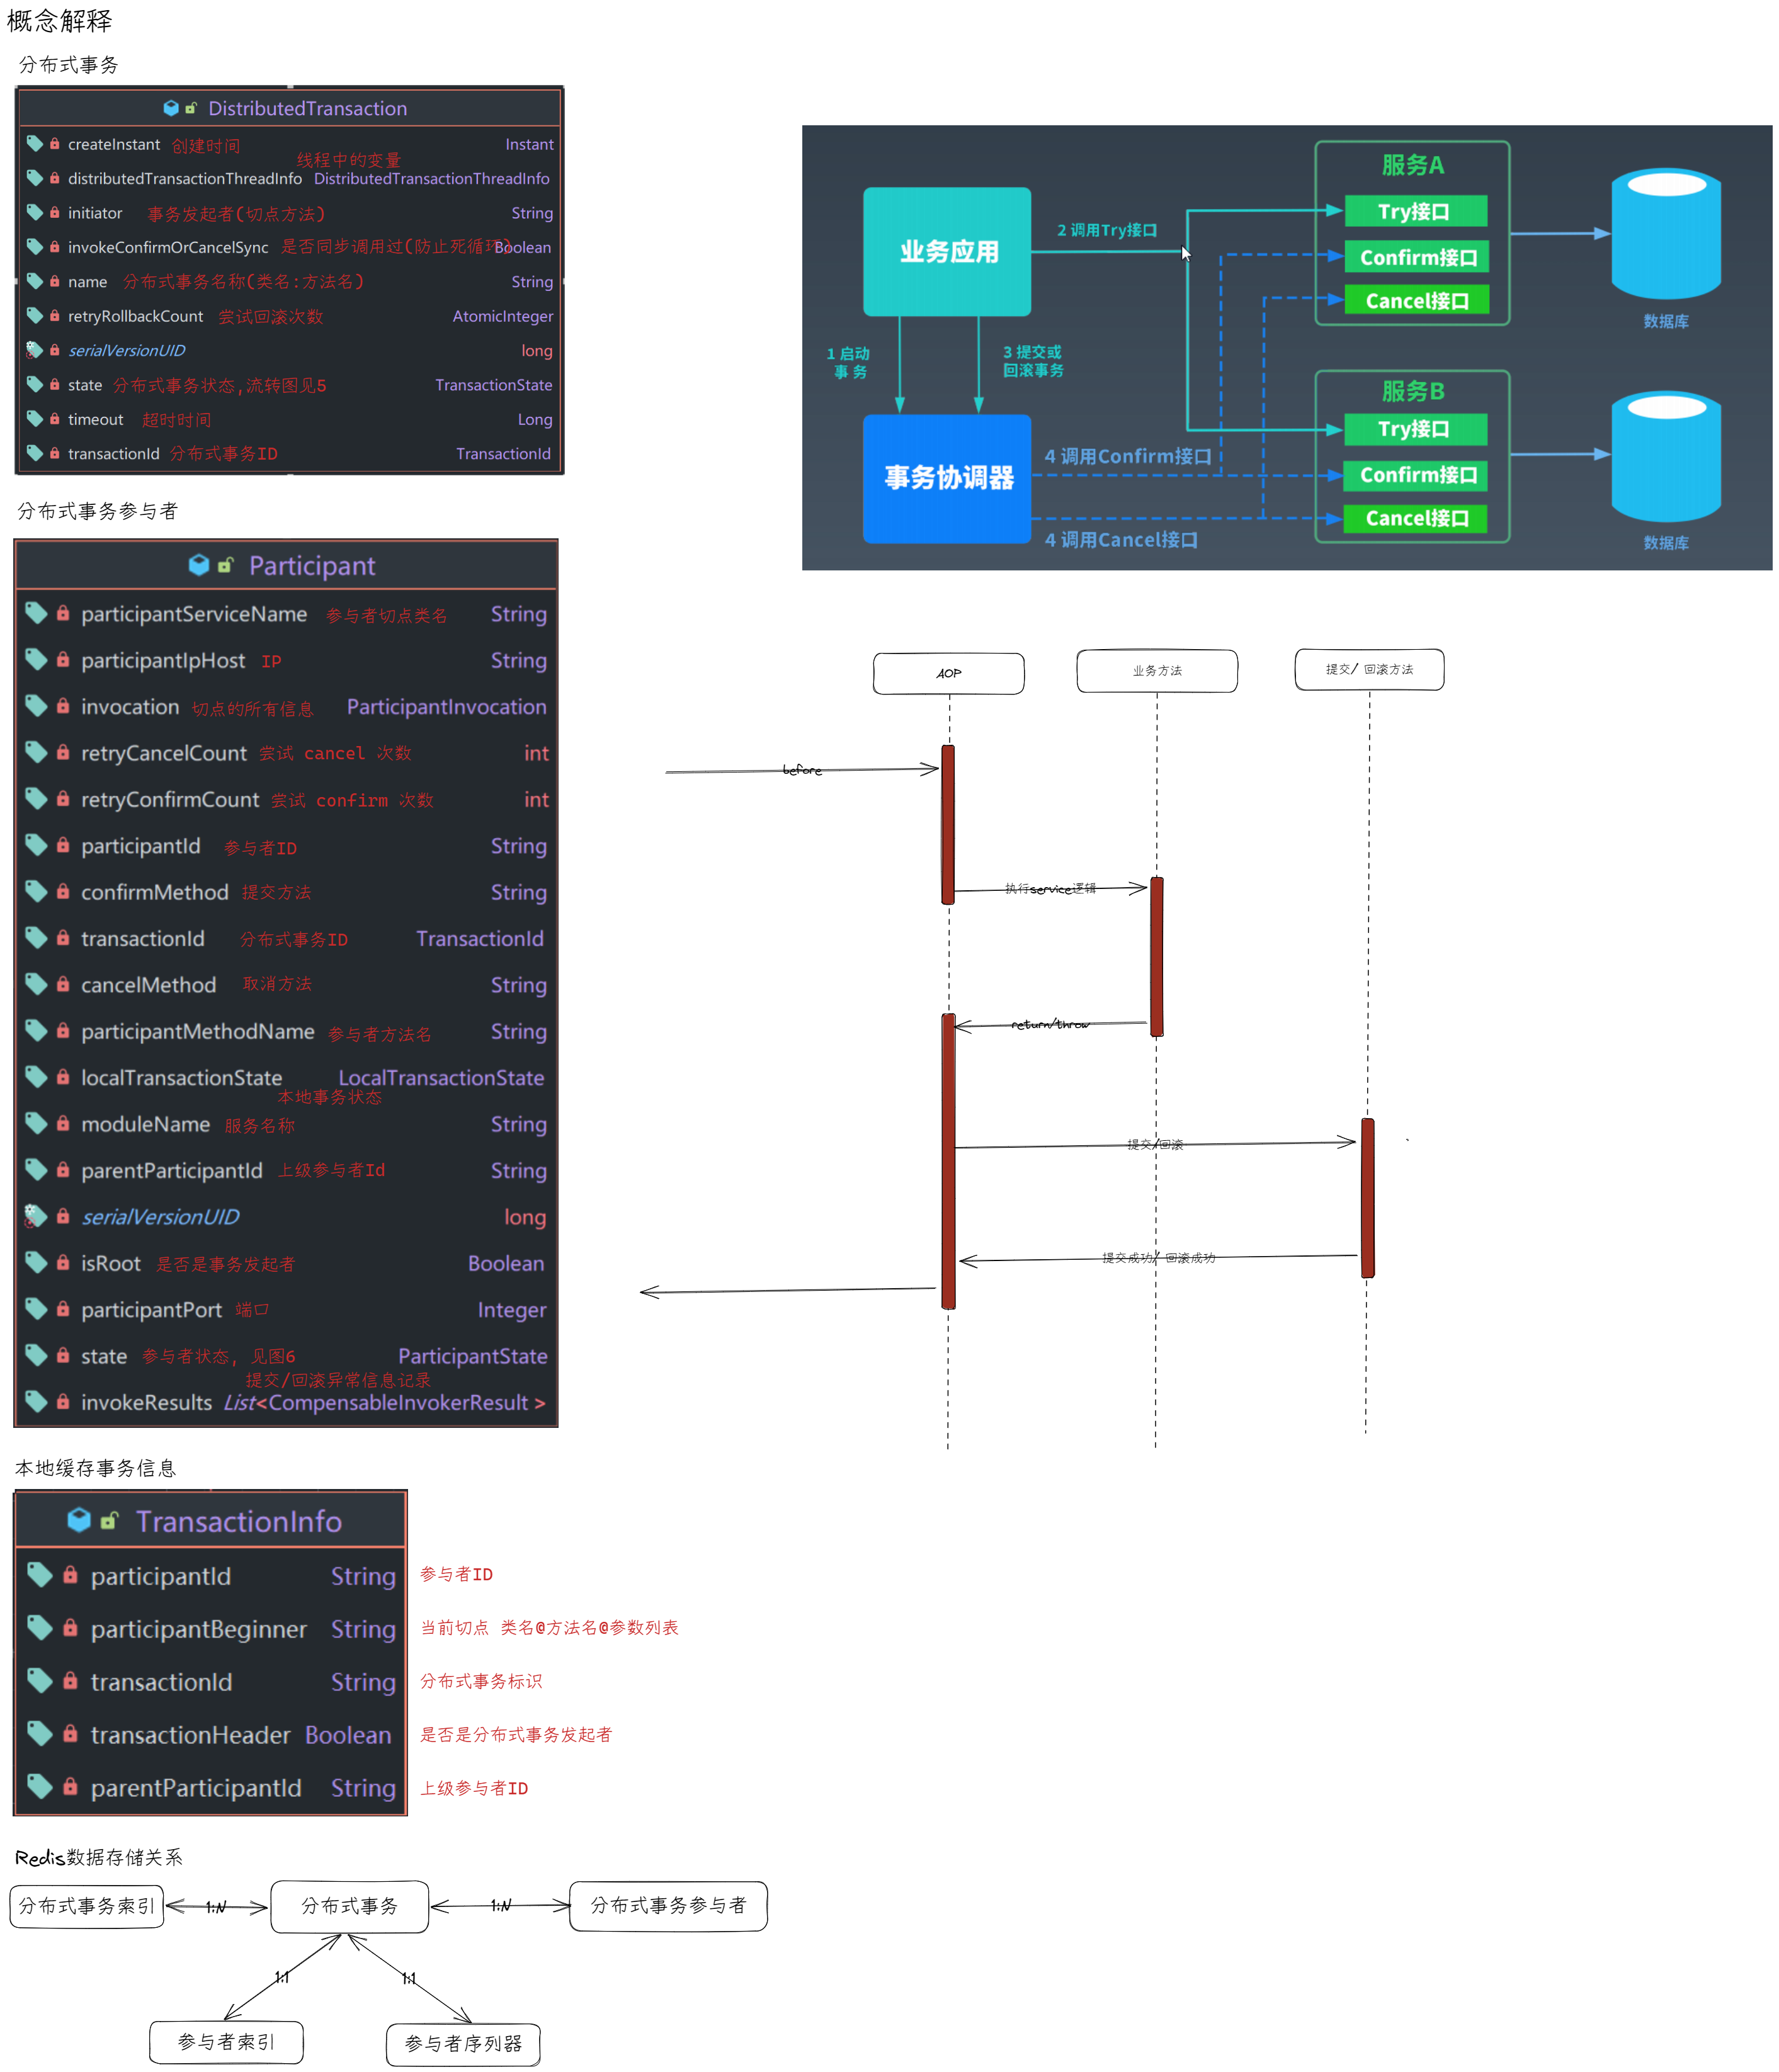 概念解释
分布式事务
DistributedTransaction
createInstant 创建时间 Instant
线程中的变量
distributedTransactionThreadInfo DistributedTransactionThreadInfo
initiator 事务发起者(切点方法) String
invokeConfirmOrCancelSync 是否同步调用过(防止死循环) Boolean
name 分布式事务名称(类名:方法名) String
retryRollbackCount 尝试回滚次数 AtomicInteger
serialVersionUID long
state 分布式事务状态,流转图见5 TransactionState
timeout 超时时间 Long
transactionId 分布式事务ID TransactionId
分布式事务参与者
Participant
participantServiceName 参与者切点类名 String
participantIpHost IP String
invocation 切点的所有信息 ParticipantInvocation
retryCancelCount 尝试 cancel 次数 int
retryConfirmCount 尝试 confirm 次数 int
participantId 参与者ID String
confirmMethod 提交方法 String
transactionId 分布式事务ID TransactionId
cancelMethod 取消方法 String
participantMethodName 参与者方法名 String
localTransactionState LocalTransactionState
本地事务状态
moduleName 服务名称 String
parentParticipantId 上级参与者Id String
serialVersionUID long
isRoot 是否是事务发起者 Boolean
participantPort 端口 Integer
state 参与者状态, 见图6 ParticipantState
提交/回滚异常信息记录
invokeResults List<CompensableInvokerResult >
本地缓存事务信息
TransactionInfo
participantId String 参与者ID
participantBeginner String 当前切点 类名@方法名@参数列表
transactionId String 分布式事务标识
transactionHeader Boolean 是否是分布式事务发起者
parentParticipantId String 上级参与者ID
Redis数据存储关系
分布式事务索引
1:N
分布式事务
1:N
分布式事务参与者
1:1
1:1
参与者索引
参与者序列器
业务应用
2 调用Try接口
1 启动
事 务
3 提交或
回滚事务
事务协调器
4 调用Confirm接口
4 调用Cancel接口
服务A
Try接口
Confirm接口
Cancel接口
数据库
服务B
Try接口
Confirm接口
Cancel接口
数据库
AOP
业务方法
提交/ 回滚方法
before
执行service逻辑
return/throw
提交/回滚
提交成功/ 回滚成功